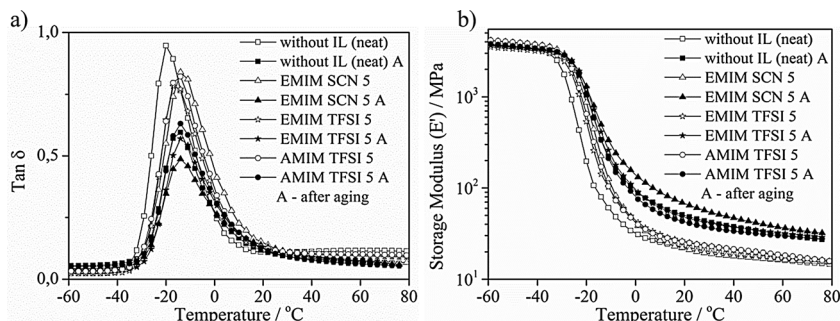 a)
1,0
0,5
0,0
Tan δ
without IL (neat)
without IL (neat) A
EMIM SCN 5
EMIM SCN 5 A
EMIM TFSI 5
EMIM TFSI 5 A
AMIM TFSI 5
AMIM TFSI 5 A
A - after aging
-60 -40 -20 0 20 40 60 80
Temperature / °C
b)
10³
10²
10¹
Storage Modulus (E') / MPa
without IL (neat)
without IL (neat) A
EMIM SCN 5
EMIM SCN 5 A
EMIM TFSI 5
EMIM TFSI 5 A
AMIM TFSI 5
AMIM TFSI 5 A
A - after aging
-60 -40 -20 0 20 40 60 80
Temperature / °C